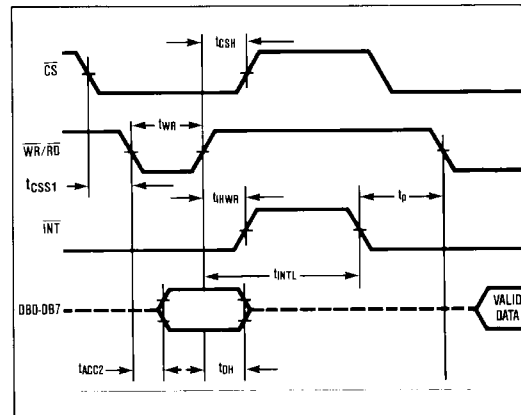 tCSH
CS
tWR
WR/RD
tCSS1
tIHWR
tp
INT
tINTL
DB0-DB7
VALID
DATA
tACC2
tDH